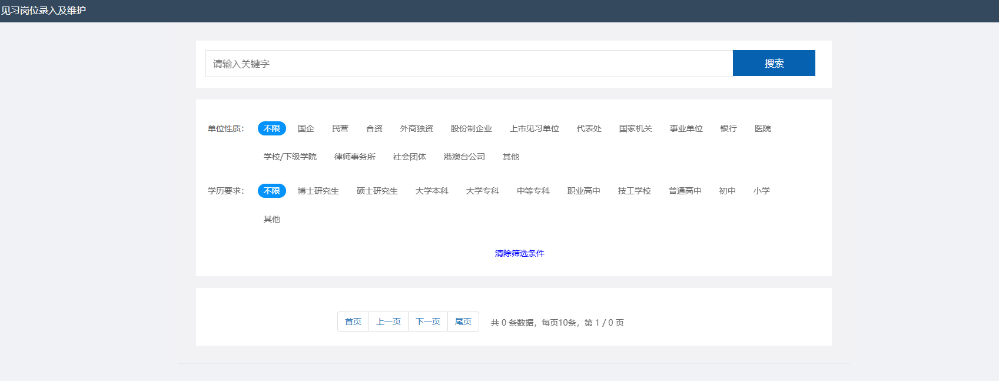 见习岗位录入及维护
请输入关键字 搜索
单位性质： 不限 国企 民营 合资 外商独资 股份制企业 上市见习单位 代表处 国家机关 事业单位 银行 医院
学校/下级学院 律师事务所 社会团体 港澳台公司 其他
学历要求： 不限 博士研究生 硕士研究生 大学本科 大学专科 中等专科 职业高中 技工学校 普通高中 初中 小学
其他
清除筛选条件
首页 上一页 下一页 尾页 共 0 条数据，每页10条，第 1 / 0 页